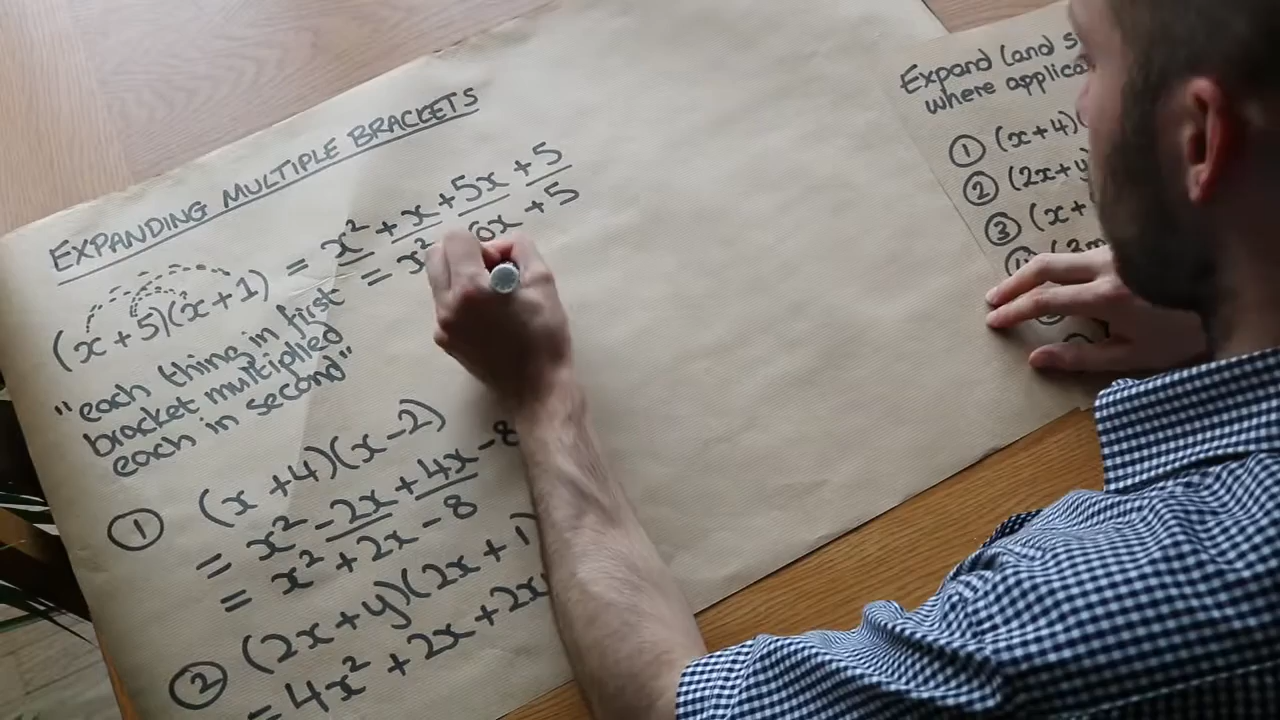 EXPANDING MULTIPLE BRACKETS
(x+5)(x+1) = x² + x + 5x + 5
= x² 6x + 5
"each thing in first
bracket multiplied
each in second"
① (x+4)(x-2)
= x² - 2x + 4x - 8
= x² + 2x - 8
② (2x+y)(2x+1)
= 4x² + 2x + 2x
Expand (and
where
① (x+4)(
② (2x+y
③ (x+